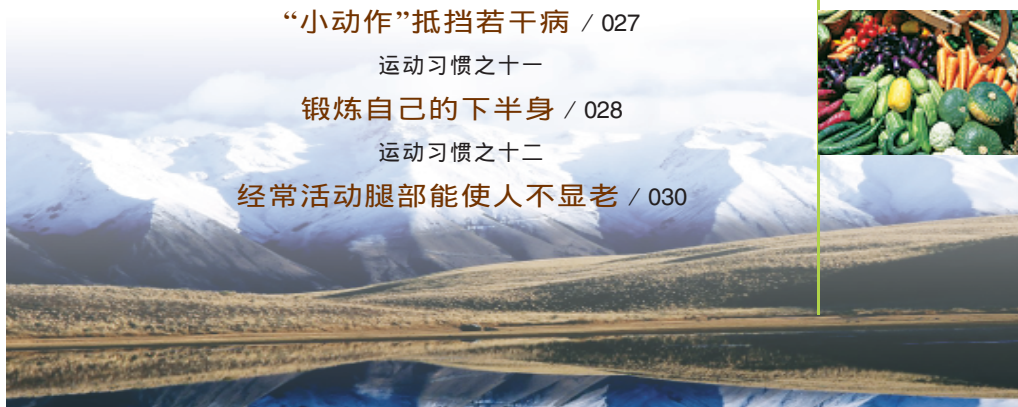 “小动作”抵挡若干病 / 027
运动习惯之十一
锻炼自己的下半身 / 028
运动习惯之十二
经常活动腿部能使人不显老 / 030